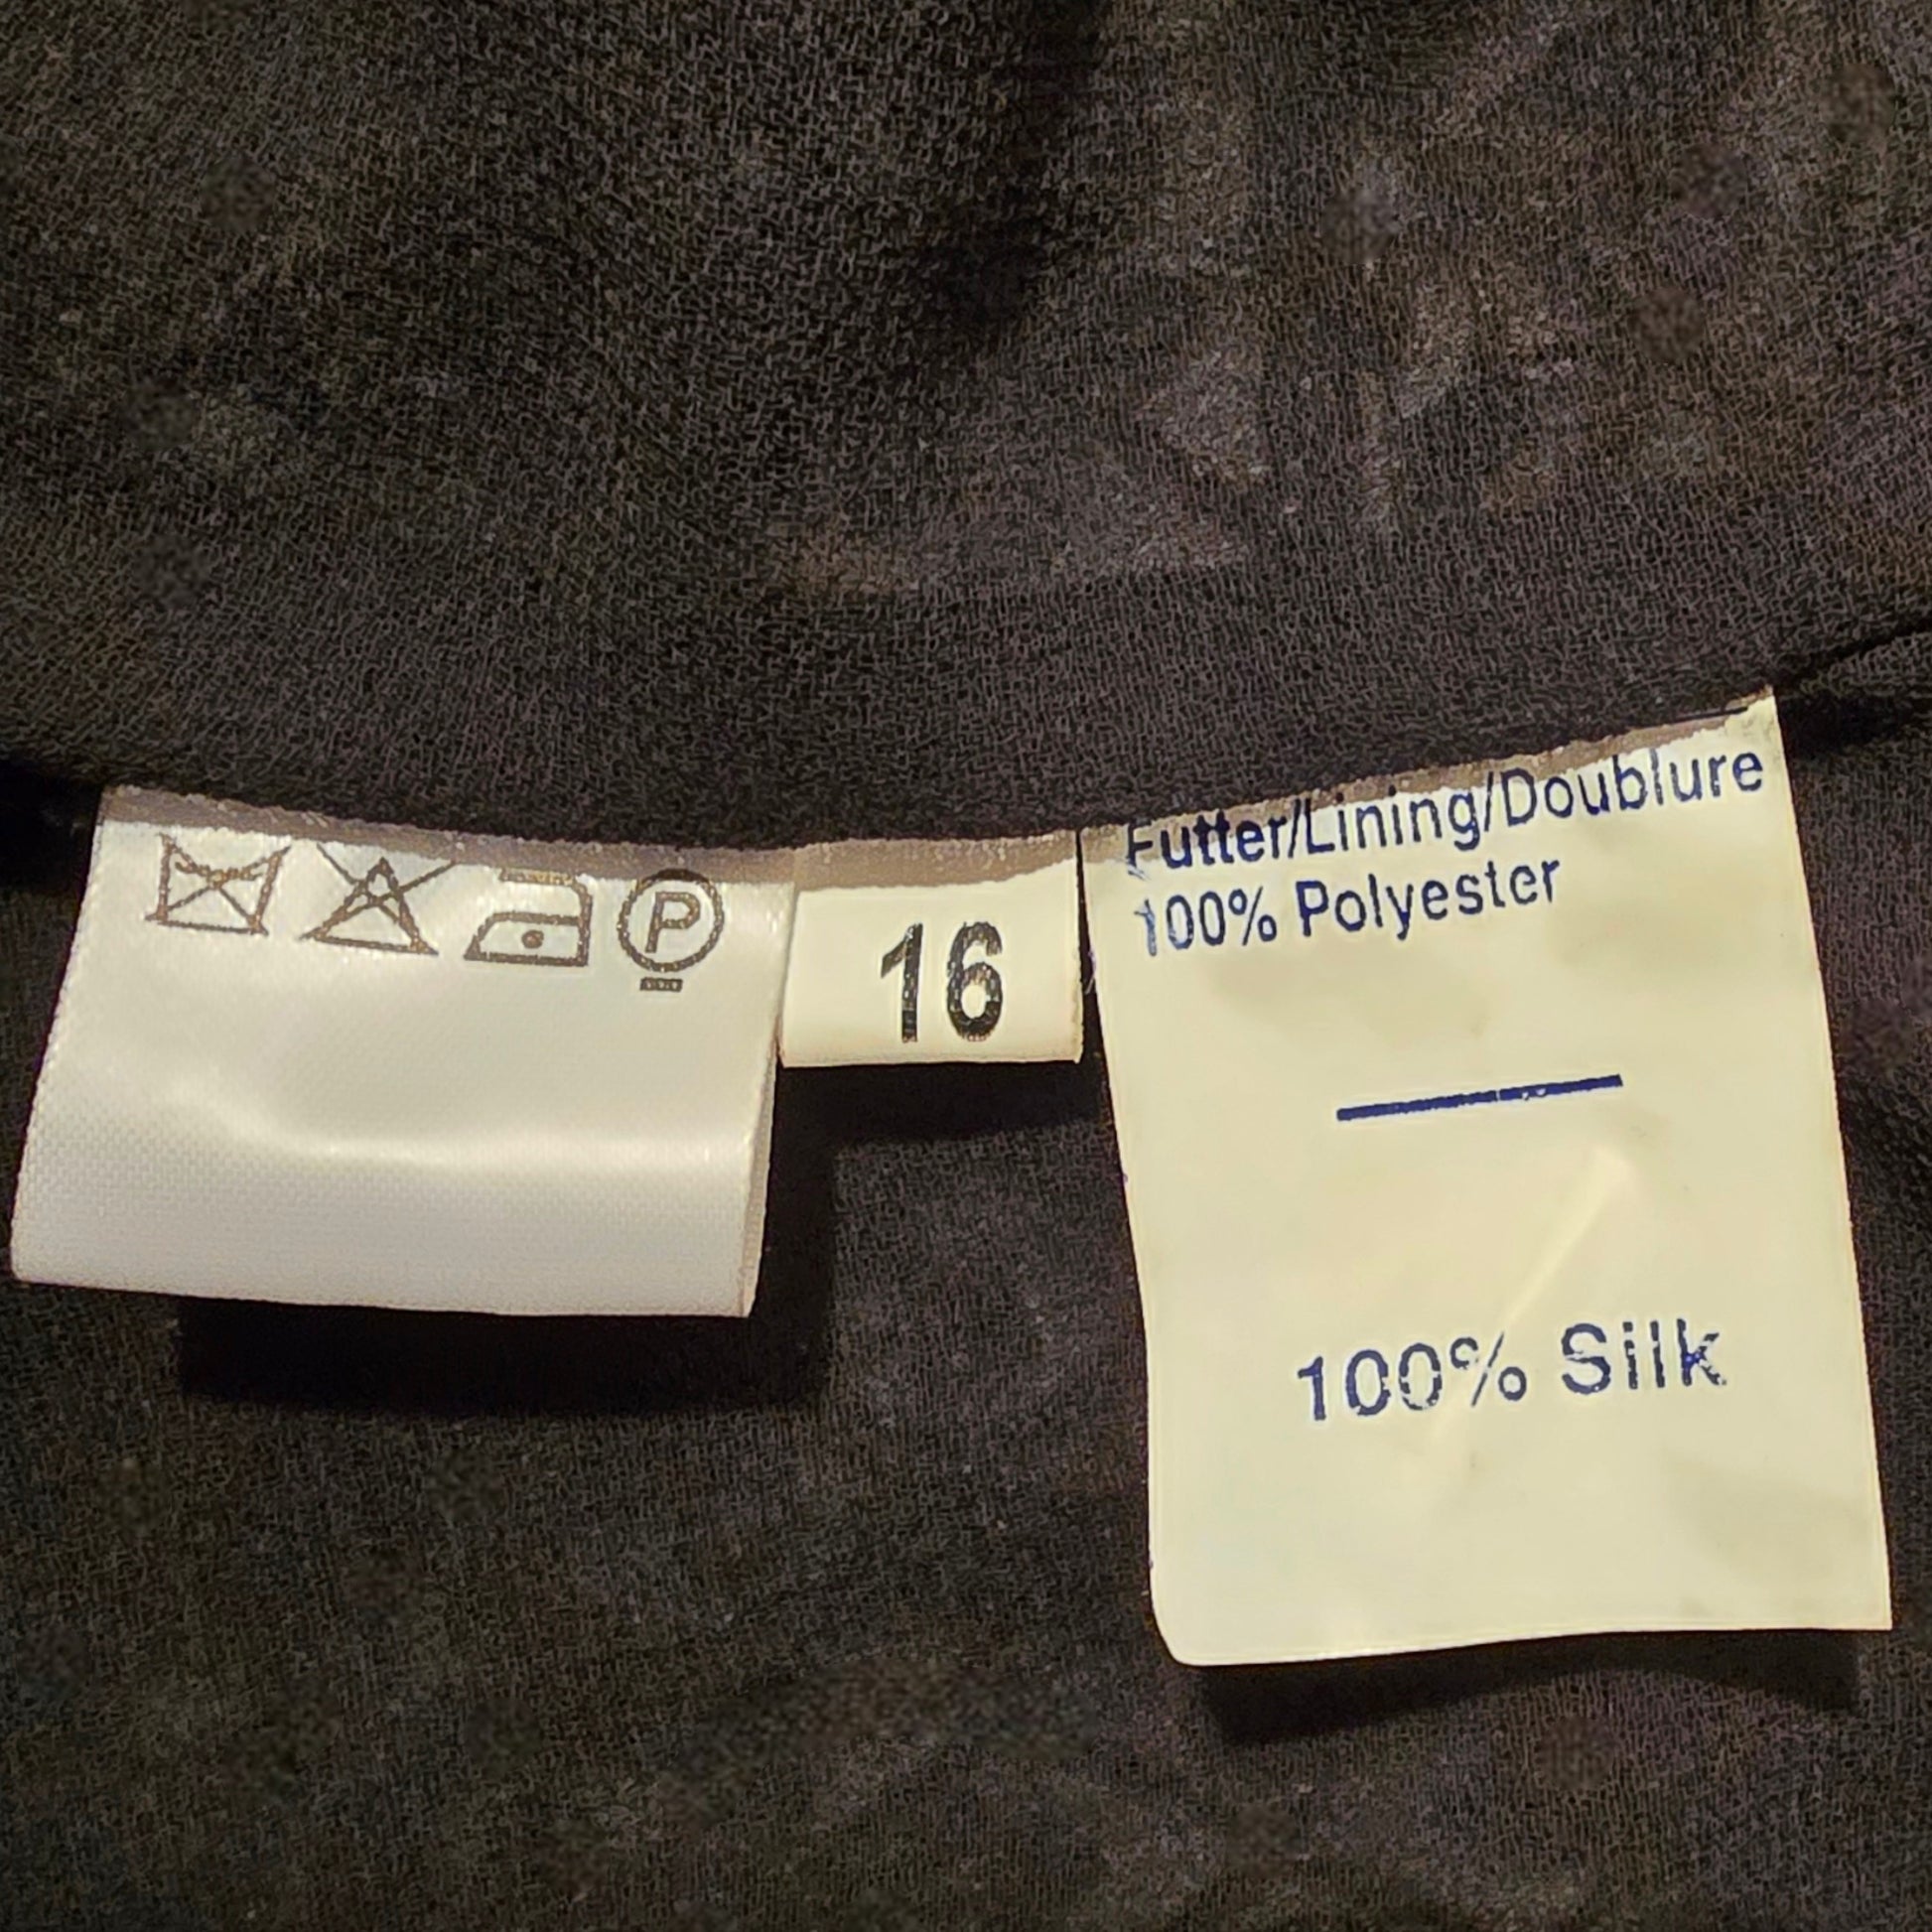 P
16
Futter/Lining/Doublure
100% Polyester
100% Silk